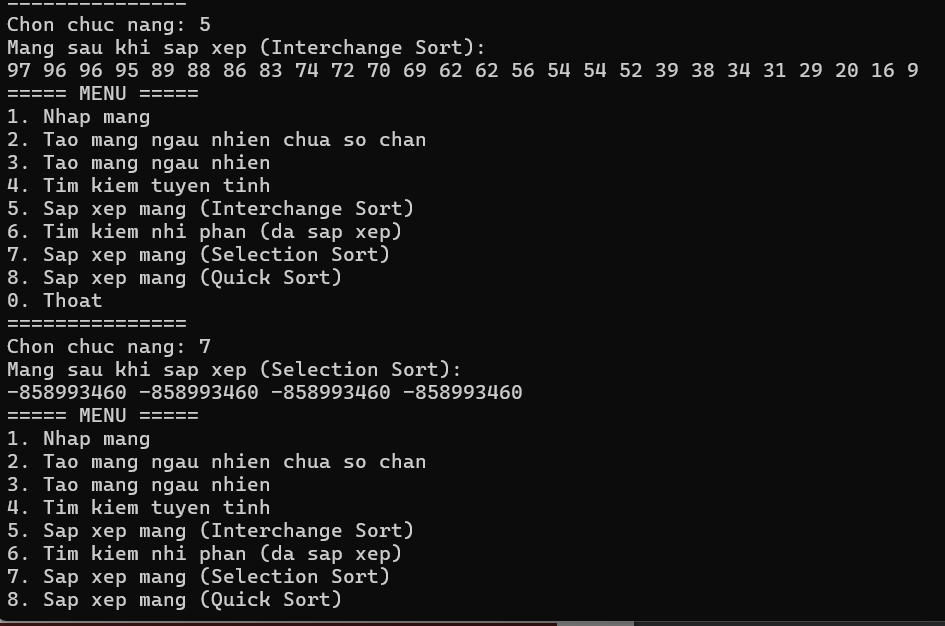 ===============
Chon chuc nang: 5
Mang sau khi sap xep (Interchange Sort):
97 96 96 95 89 88 86 83 74 72 70 69 62 62 56 54 54 52 39 38 34 31 29 20 16 9
===== MENU =====
1. Nhap mang
2. Tao mang ngau nhien chua so chan
3. Tao mang ngau nhien
4. Tim kiem tuyen tinh
5. Sap xep mang (Interchange Sort)
6. Tim kiem nhi phan (da sap xep)
7. Sap xep mang (Selection Sort)
8. Sap xep mang (Quick Sort)
0. Thoat
===============
Chon chuc nang: 7
Mang sau khi sap xep (Selection Sort):
-858993460 -858993460 -858993460 -858993460
===== MENU =====
1. Nhap mang
2. Tao mang ngau nhien chua so chan
3. Tao mang ngau nhien
4. Tim kiem tuyen tinh
5. Sap xep mang (Interchange Sort)
6. Tim kiem nhi phan (da sap xep)
7. Sap xep mang (Selection Sort)
8. Sap xep mang (Quick Sort)